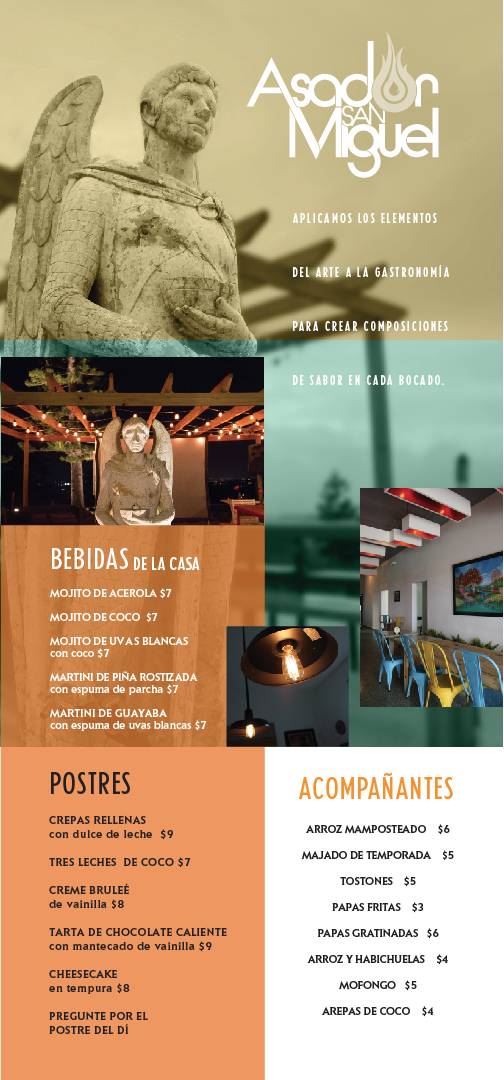 Asador
SAN
Miguel
APLICAMOS LOS ELEMENTOS
DEL ARTE A LA GASTRONOMÍA
PARA CREAR COMPOSICIONES
DE SABOR EN CADA BOCADO.
BEBIDAS DE LA CASA
MOJITO DE ACEROLA $7
MOJITO DE COCO $7
MOJITO DE UVAS BLANCAS
con coco $7
MARTINI DE PIÑA ROSTIZADA
con espuma de parcha $7
MARTINI DE GUAYABA
con espuma de uvas blancas $7
POSTRES
CREPAS RELLENAS
con dulce de leche $9
TRES LECHES DE COCO $7
CREME BRULEÉ
de vainilla $8
TARTA DE CHOCOLATE CALIENTE
con mantecado de vainilla $9
CHEESECAKE
en tempura $8
PREGUNTE POR EL
POSTRE DEL DÍ
ACOMPAÑANTES
ARROZ MAMPOSTEADO $6
MAJADO DE TEMPORADA $5
TOSTONES $5
PAPAS FRITAS $3
PAPAS GRATINADAS $6
ARROZ Y HABICHUELAS $4
MOFONGO $5
AREPAS DE COCO $4